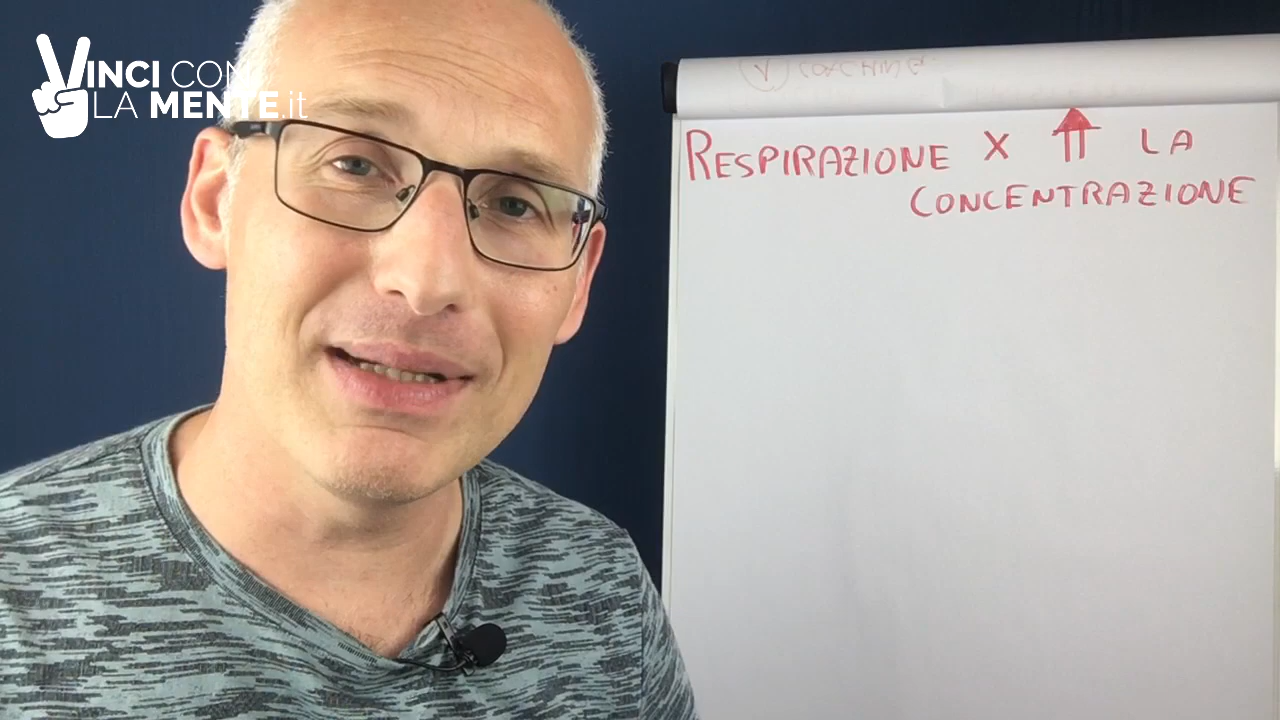 VINCI CON
LA MENTE.it
RESPIRAZIONE X ⇑ LA
CONCENTRAZIONE